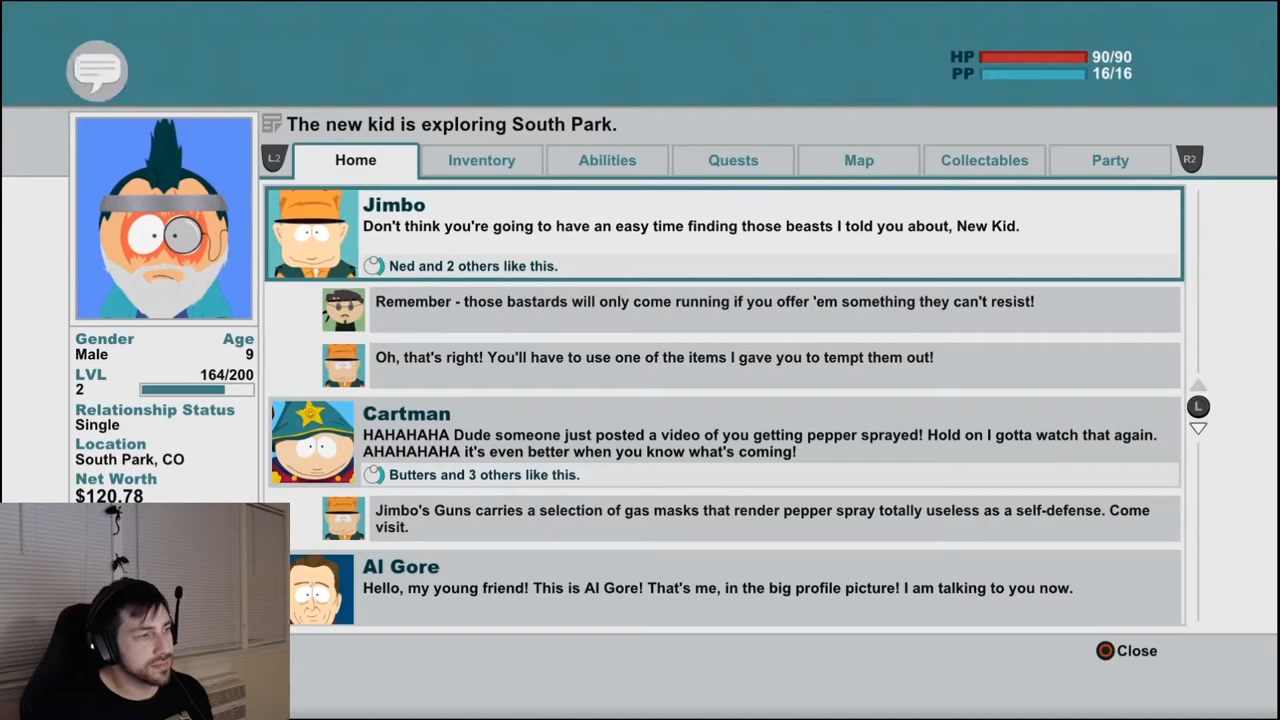 HP 90/90
PP 16/16
The new kid is exploring South Park.
L2 Home Inventory Abilities Quests Map Collectables Party R2
Jimbo
Don't think you're going to have an easy time finding those beasts I told you about, New Kid.
Ned and 2 others like this.
Remember - those bastards will only come running if you offer 'em something they can't resist!
Oh, that's right! You'll have to use one of the items I gave you to tempt them out!
Cartman
HAHAHAHA Dude someone just posted a video of you getting pepper sprayed! Hold on I gotta watch that again.
AHAHAHAHA it's even better when you know what's coming!
Butters and 3 others like this.
Jimbo's Guns carries a selection of gas masks that render pepper spray totally useless as a self-defense. Come
visit.
Al Gore
Hello, my young friend! This is Al Gore! That's me, in the big profile picture! I am talking to you now.
Gender Age
Male 9
LVL 164/200
2
Relationship Status
Single
Location
South Park, CO
Net Worth
$120.78
L
Close